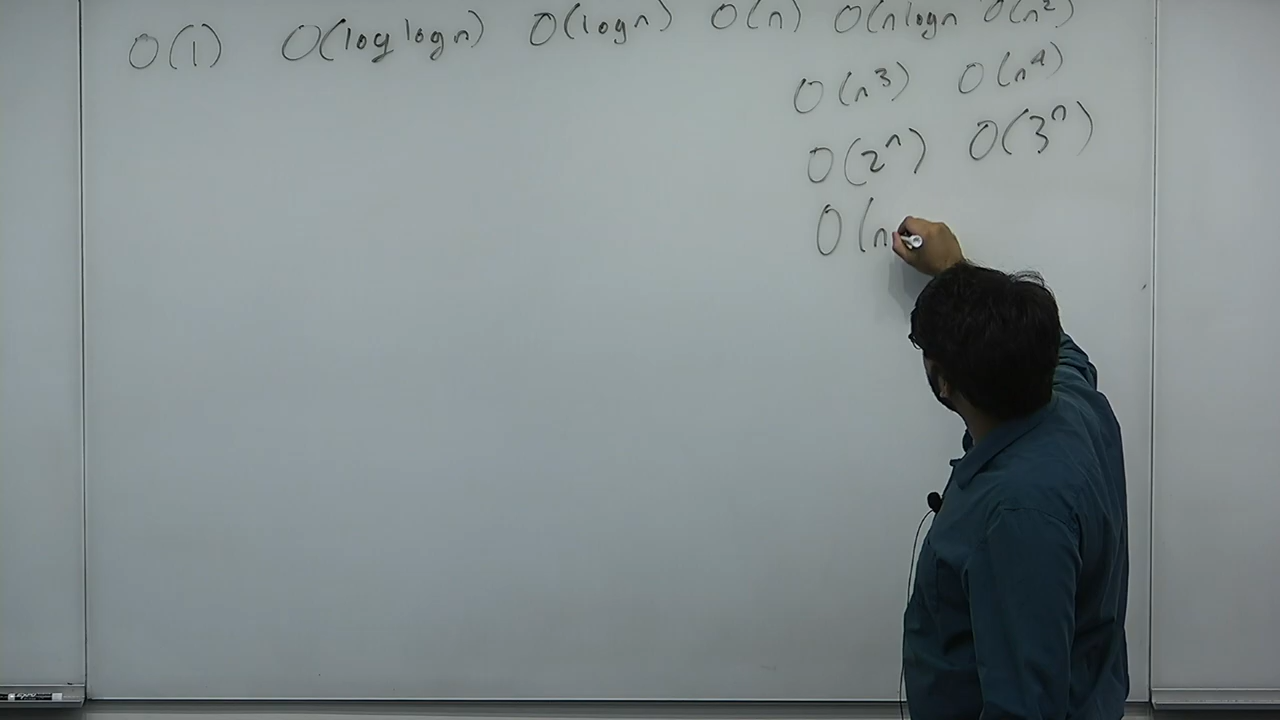 O(1) O(log log n) O(log n) O(n) O(n log n O(n²)
O(n³) O(n⁴)
O(2ⁿ) O(3ⁿ)
O(n